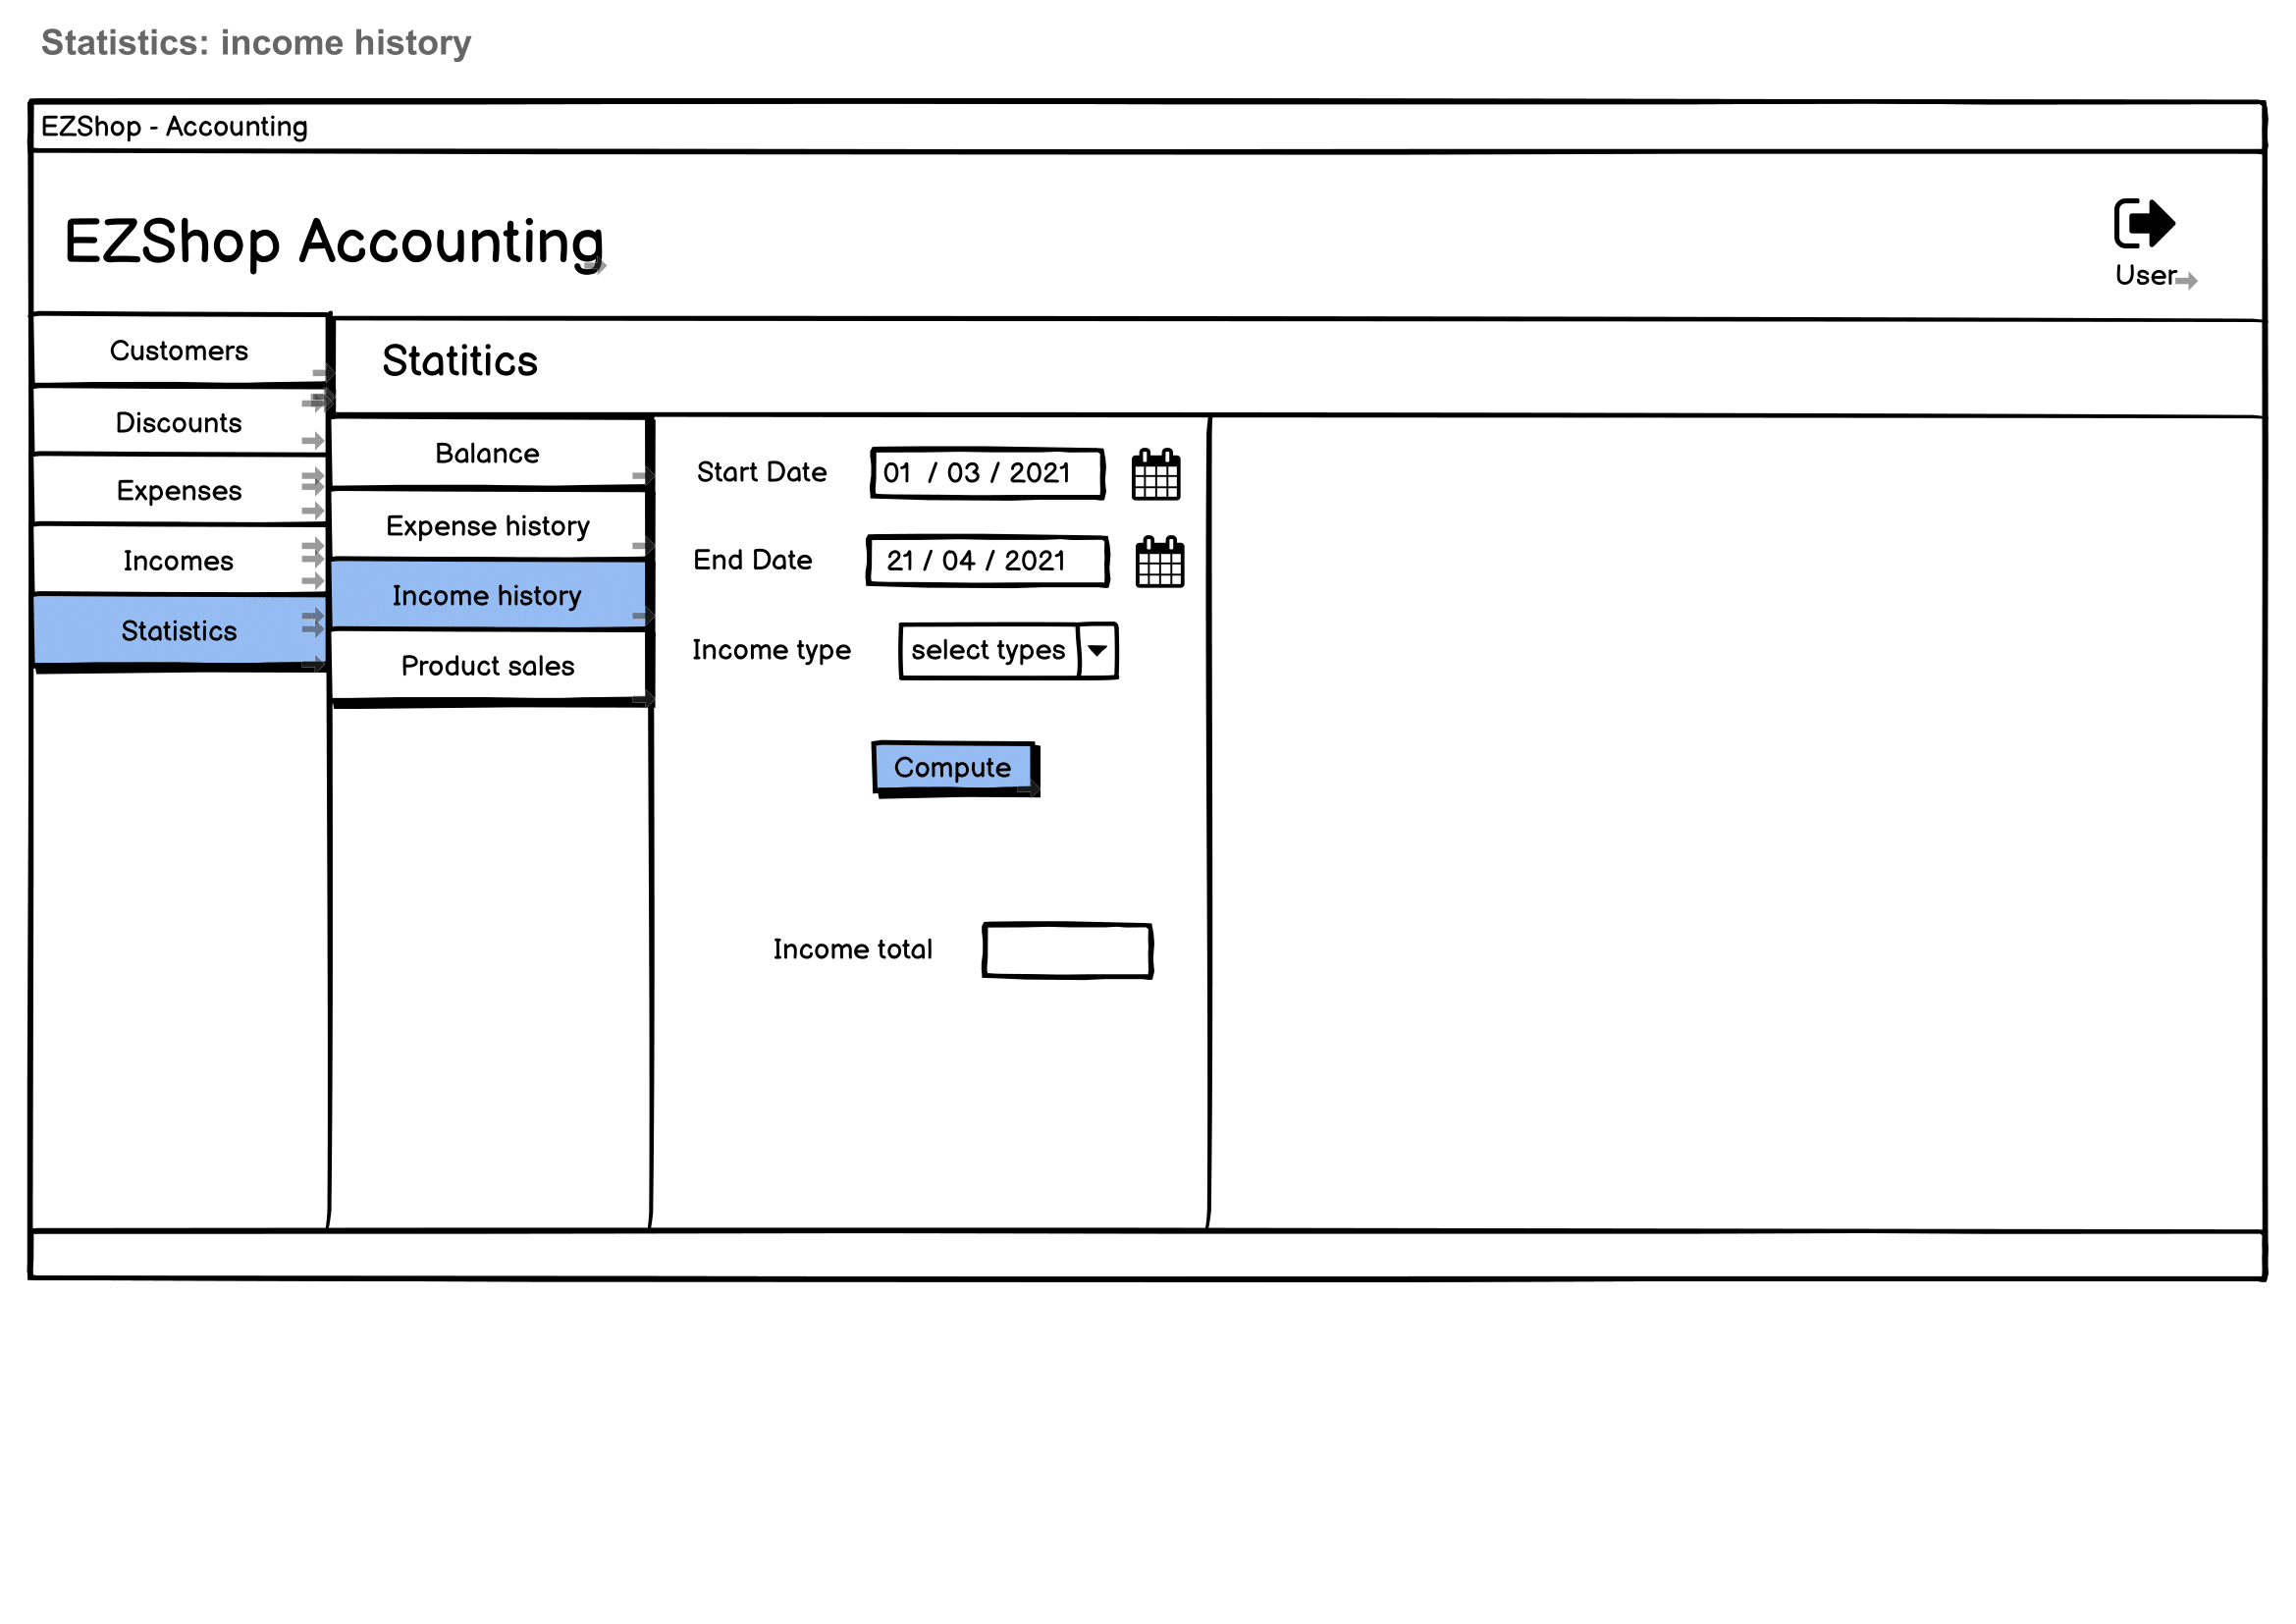 Statistics: income history
EZShop - Accounting
EZShop Accounting
User
Customers
Discounts
Expenses
Incomes
Statistics
Statitics
Balance
Expense history
Income history
Product sales
Start Date
01 / 03 / 2021
End Date
21 / 04 / 2021
Income type
select types
Compute
Income total